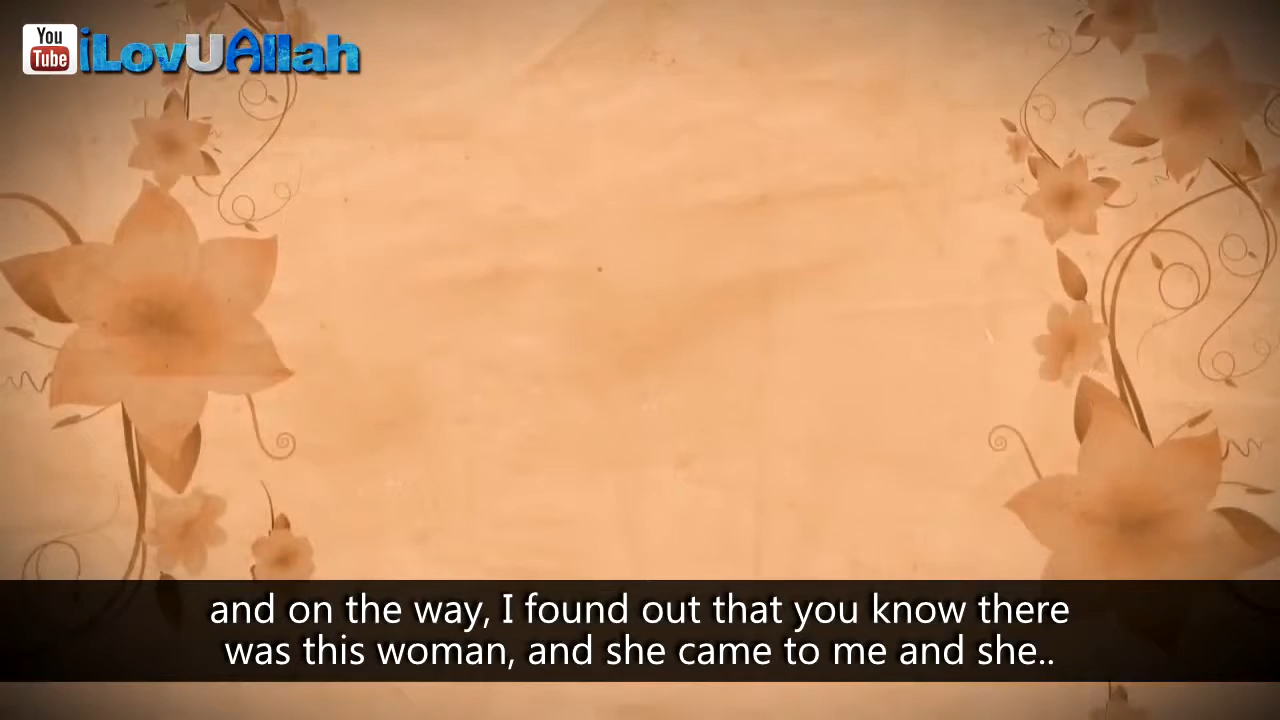 You
Tube
iLovUAllah
and on the way, I found out that you know there
was this woman, and she came to me and she..